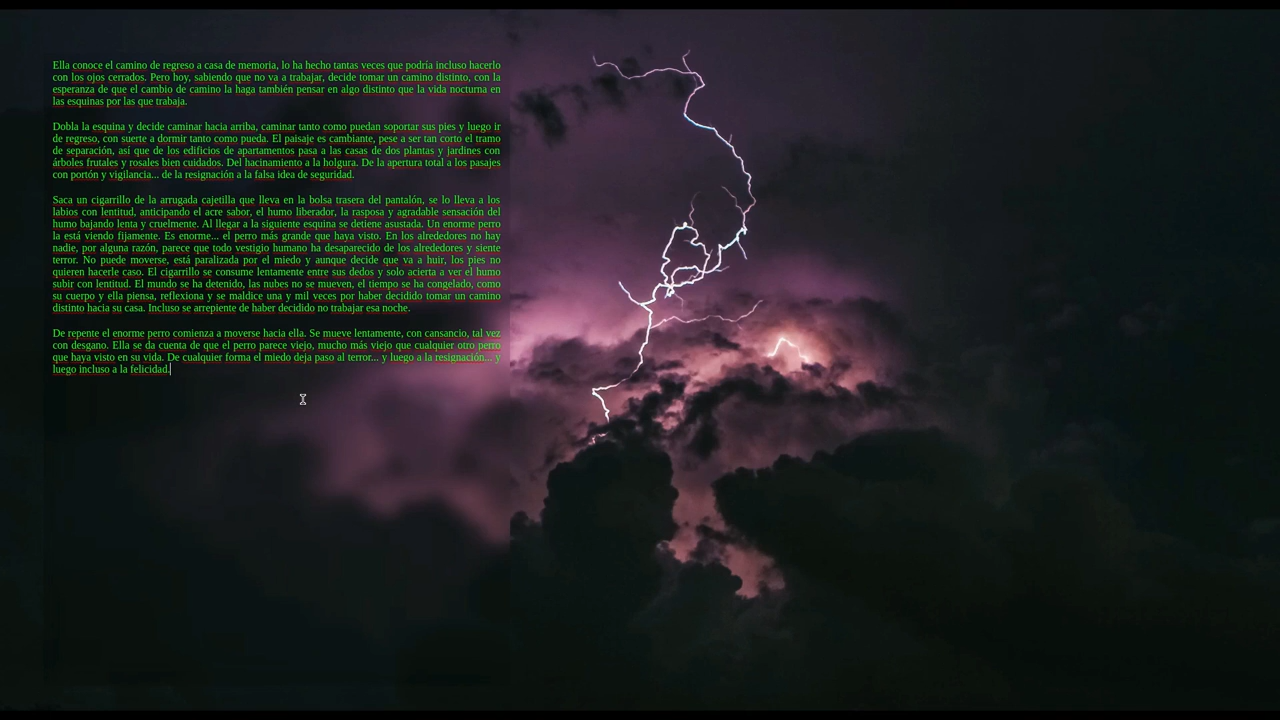 Ella conoce el camino de regreso a casa de memoria, lo ha hecho tantas veces que podría incluso hacerlo
con los ojos cerrados. Pero hoy, sabiendo que no va a trabajar, decide tomar un camino distinto, con la
esperanza de que el cambio de camino la haga también pensar en algo distinto que la vida nocturna en
las esquinas por las que trabaja.
Dobla la esquina y decide caminar hacia arriba, caminar tanto como puedan soportar sus pies y luego ir
de regreso, con suerte a dormir tanto como pueda. El paisaje es cambiante, pese a ser tan corto el tramo
de separación, así que de los edificios de apartamentos pasa a las casas de dos plantas y jardines con
árboles frutales y rosales bien cuidados. Del hacinamiento a la holgura. De la apertura total a los pasajes
con portón y vigilancia... de la resignación a la falsa idea de seguridad.
Saca un cigarrillo de la arrugada cajetilla que lleva en la bolsa trasera del pantalón, se lo lleva a los
labios con lentitud, anticipando el acre sabor, el humo liberador, la rasposa y agradable sensación del
humo bajando lenta y cruelmente. Al llegar a la siguiente esquina se detiene asustada. Un enorme perro
la está viendo fijamente. Es enorme... el perro más grande que haya visto. En los alrededores no hay
nadie, por alguna razón, parece que todo vestigio humano ha desaparecido de los alrededores y siente
terror. No puede moverse, está paralizada por el miedo y aunque decide que va a huir, los pies no
quieren hacerle caso. El cigarrillo se consume lentamente entre sus dedos y solo acierta a ver el humo
subir con lentitud. El mundo se ha detenido, las nubes no se mueven, el tiempo se ha congelado, como
su cuerpo y ella piensa, reflexiona y se maldice una y mil veces por haber decidido tomar un camino
distinto hacia su casa. Incluso se arrepiente de haber decidido no trabajar esa noche.
De repente el enorme perro comienza a moverse hacia ella. Se mueve lentamente, con cansancio, tal vez
con desgano. Ella se da cuenta de que el perro parece viejo, mucho más viejo que cualquier otro perro
que haya visto en su vida. De cualquier forma el miedo deja paso al terror... y luego a la resignación... y
luego incluso a la felicidad.